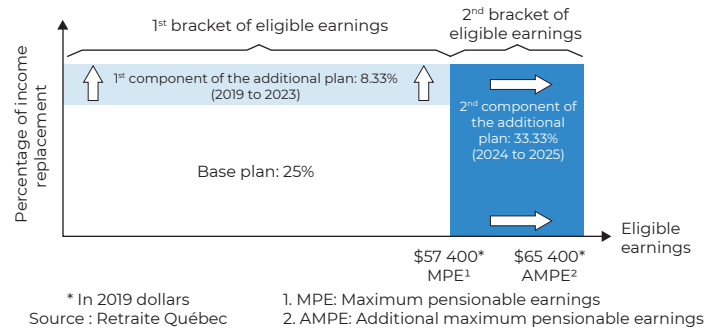 1st bracket of eligible earnings
2nd bracket of
eligible earnings
Percentage of income
replacement
1st component of the additional plan: 8.33%
(2019 to 2023)
2nd component of
the additional
plan: 33.33%
(2024 to 2025)
Base plan: 25%
Eligible
earnings
$57 400*
MPE¹
$65 400*
AMPE²
* In 2019 dollars
Source : Retraite Québec
1. MPE: Maximum pensionable earnings
2. AMPE: Additional maximum pensionable earnings